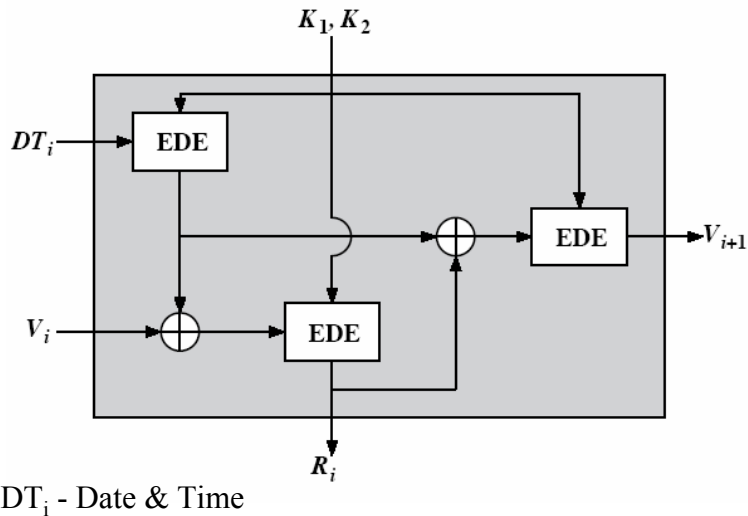 K₁, K₂
EDE
DTᵢ
EDE
Vᵢ₊₁
Vᵢ
EDE
Rᵢ
DTᵢ - Date & Time